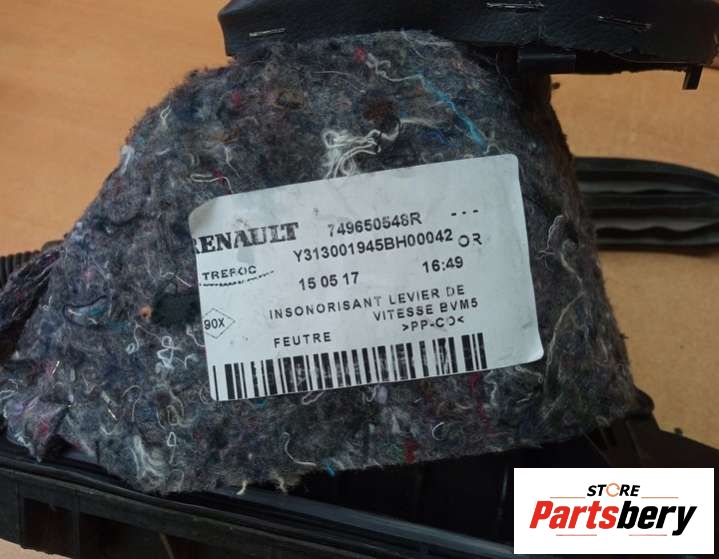 RENAULT 749650548R ---
Y313001945BH00042 OR
TREFOC
15 05 17 16:49
90X
INSONORISANT LEVIER DE
VITESSE BVM5
FEUTRE >PP-CO<
STORE
Partsbery